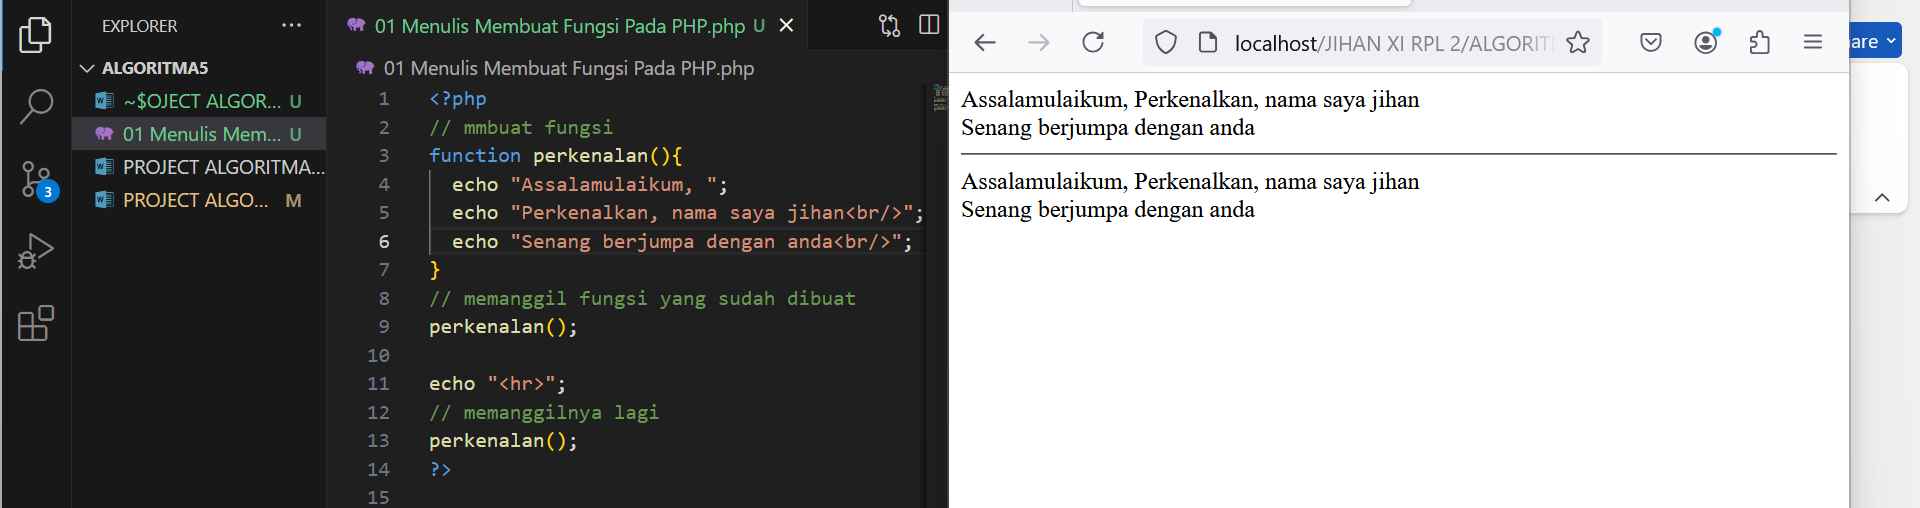 EXPLORER ...
ALGORITMA5
~$OJECT ALGOR... U
01 Menulis Mem... U
PROJECT ALGORITMA...
PROJECT ALGO... M
3
01 Menulis Membuat Fungsi Pada PHP.php U
01 Menulis Membuat Fungsi Pada PHP.php
1 <?php
2 // mmbuat fungsi
3 function perkenalan(){
4 echo "Assalamulaikum, ";
5 echo "Perkenalkan, nama saya jihan<br/>";
6 echo "Senang berjumpa dengan anda<br/>";
7 }
8 // memanggil fungsi yang sudah dibuat
9 perkenalan();
10
11 echo "<hr>";
12 // memanggilnya lagi
13 perkenalan();
14 ?>
15
localhost/JIHAN XI RPL 2/ALGORIT
are
Assalamulaikum, Perkenalkan, nama saya jihan
Senang berjumpa dengan anda
Assalamulaikum, Perkenalkan, nama saya jihan
Senang berjumpa dengan anda